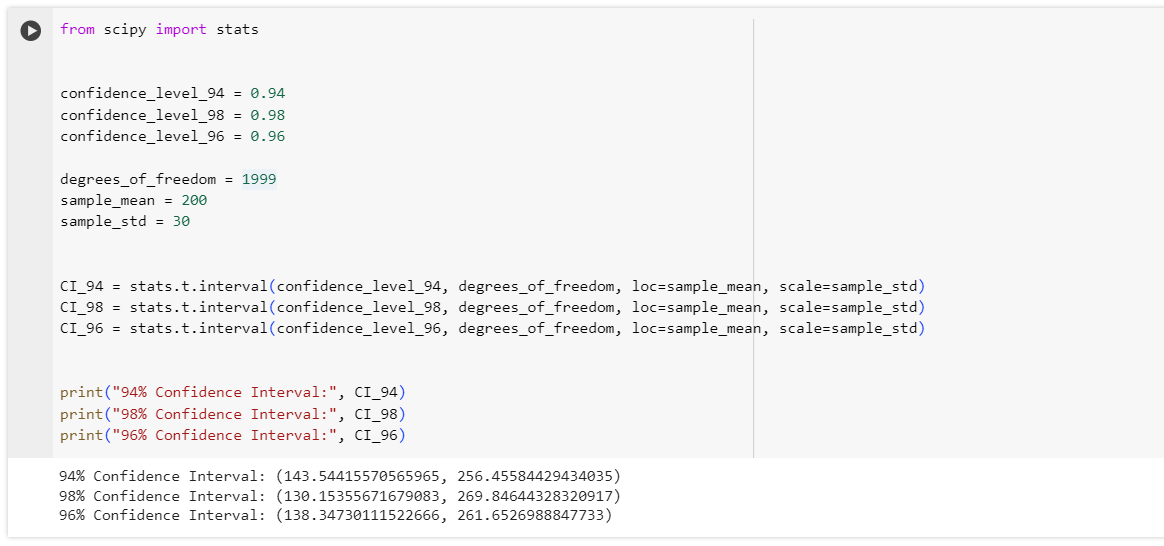 from scipy import stats
confidence_level_94 = 0.94
confidence_level_98 = 0.98
confidence_level_96 = 0.96
degrees_of_freedom = 1999
sample_mean = 200
sample_std = 30
CI_94 = stats.t.interval(confidence_level_94, degrees_of_freedom, loc=sample_mean, scale=sample_std)
CI_98 = stats.t.interval(confidence_level_98, degrees_of_freedom, loc=sample_mean, scale=sample_std)
CI_96 = stats.t.interval(confidence_level_96, degrees_of_freedom, loc=sample_mean, scale=sample_std)
print("94% Confidence Interval:", CI_94)
print("98% Confidence Interval:", CI_98)
print("96% Confidence Interval:", CI_96)
94% Confidence Interval: (143.54415570565965, 256.45584429434035)
98% Confidence Interval: (130.15355671679083, 269.84644328320917)
96% Confidence Interval: (138.34730111522666, 261.6526988847733)